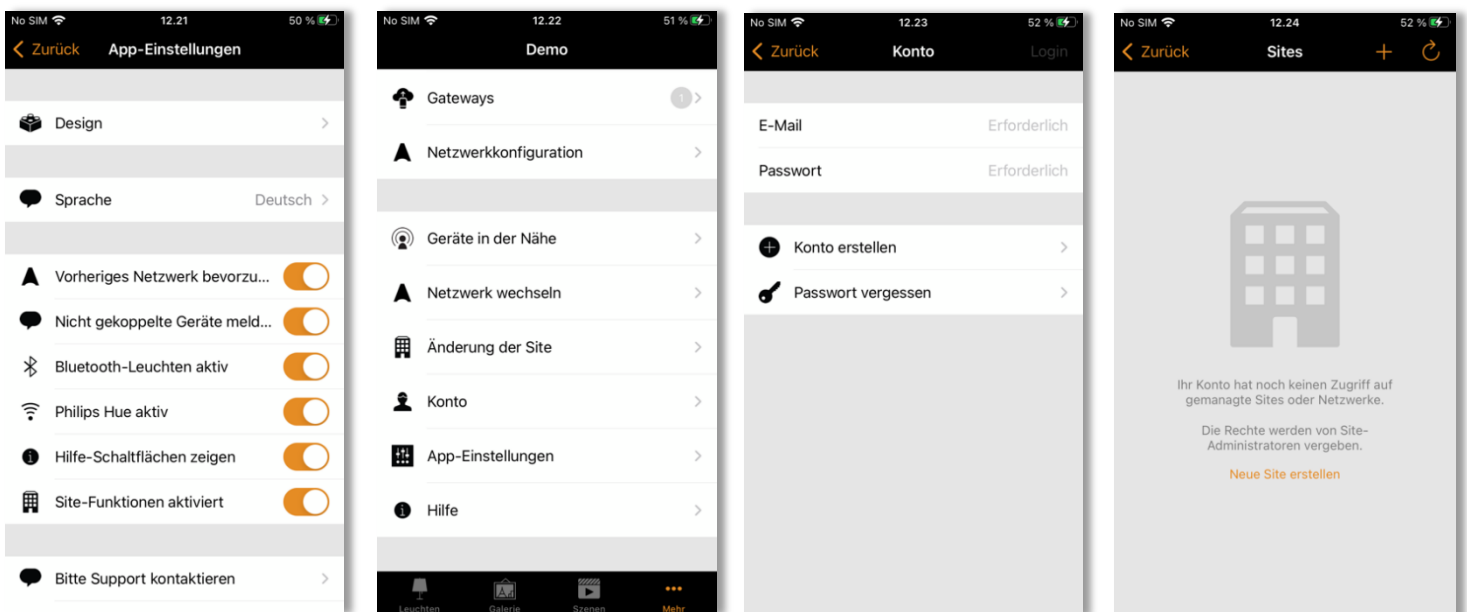 No SIM 12.21 50 %
Zurück App-Einstellungen
Design
Sprache Deutsch
Vorheriges Netzwerk bevorzu...
Nicht gekoppelte Geräte meld...
Bluetooth-Leuchten aktiv
Philips Hue aktiv
Hilfe-Schaltflächen zeigen
Site-Funktionen aktiviert
Bitte Support kontaktieren
No SIM 12.22 51 %
Demo
Gateways 1
Netzwerkkonfiguration
Geräte in der Nähe
Netzwerk wechseln
Änderung der Site
Konto
App-Einstellungen
Hilfe
Leuchten Galerie Szenen Mehr
No SIM 12.23 52 %
Zurück Konto Login
E-Mail Erforderlich
Passwort Erforderlich
Konto erstellen
Passwort vergessen
No SIM 12.24 52 %
Zurück Sites
Ihr Konto hat noch keinen Zugriff auf
gemanagte Sites oder Netzwerke.
Die Rechte werden von Site-
Administratoren vergeben.
Neue Site erstellen